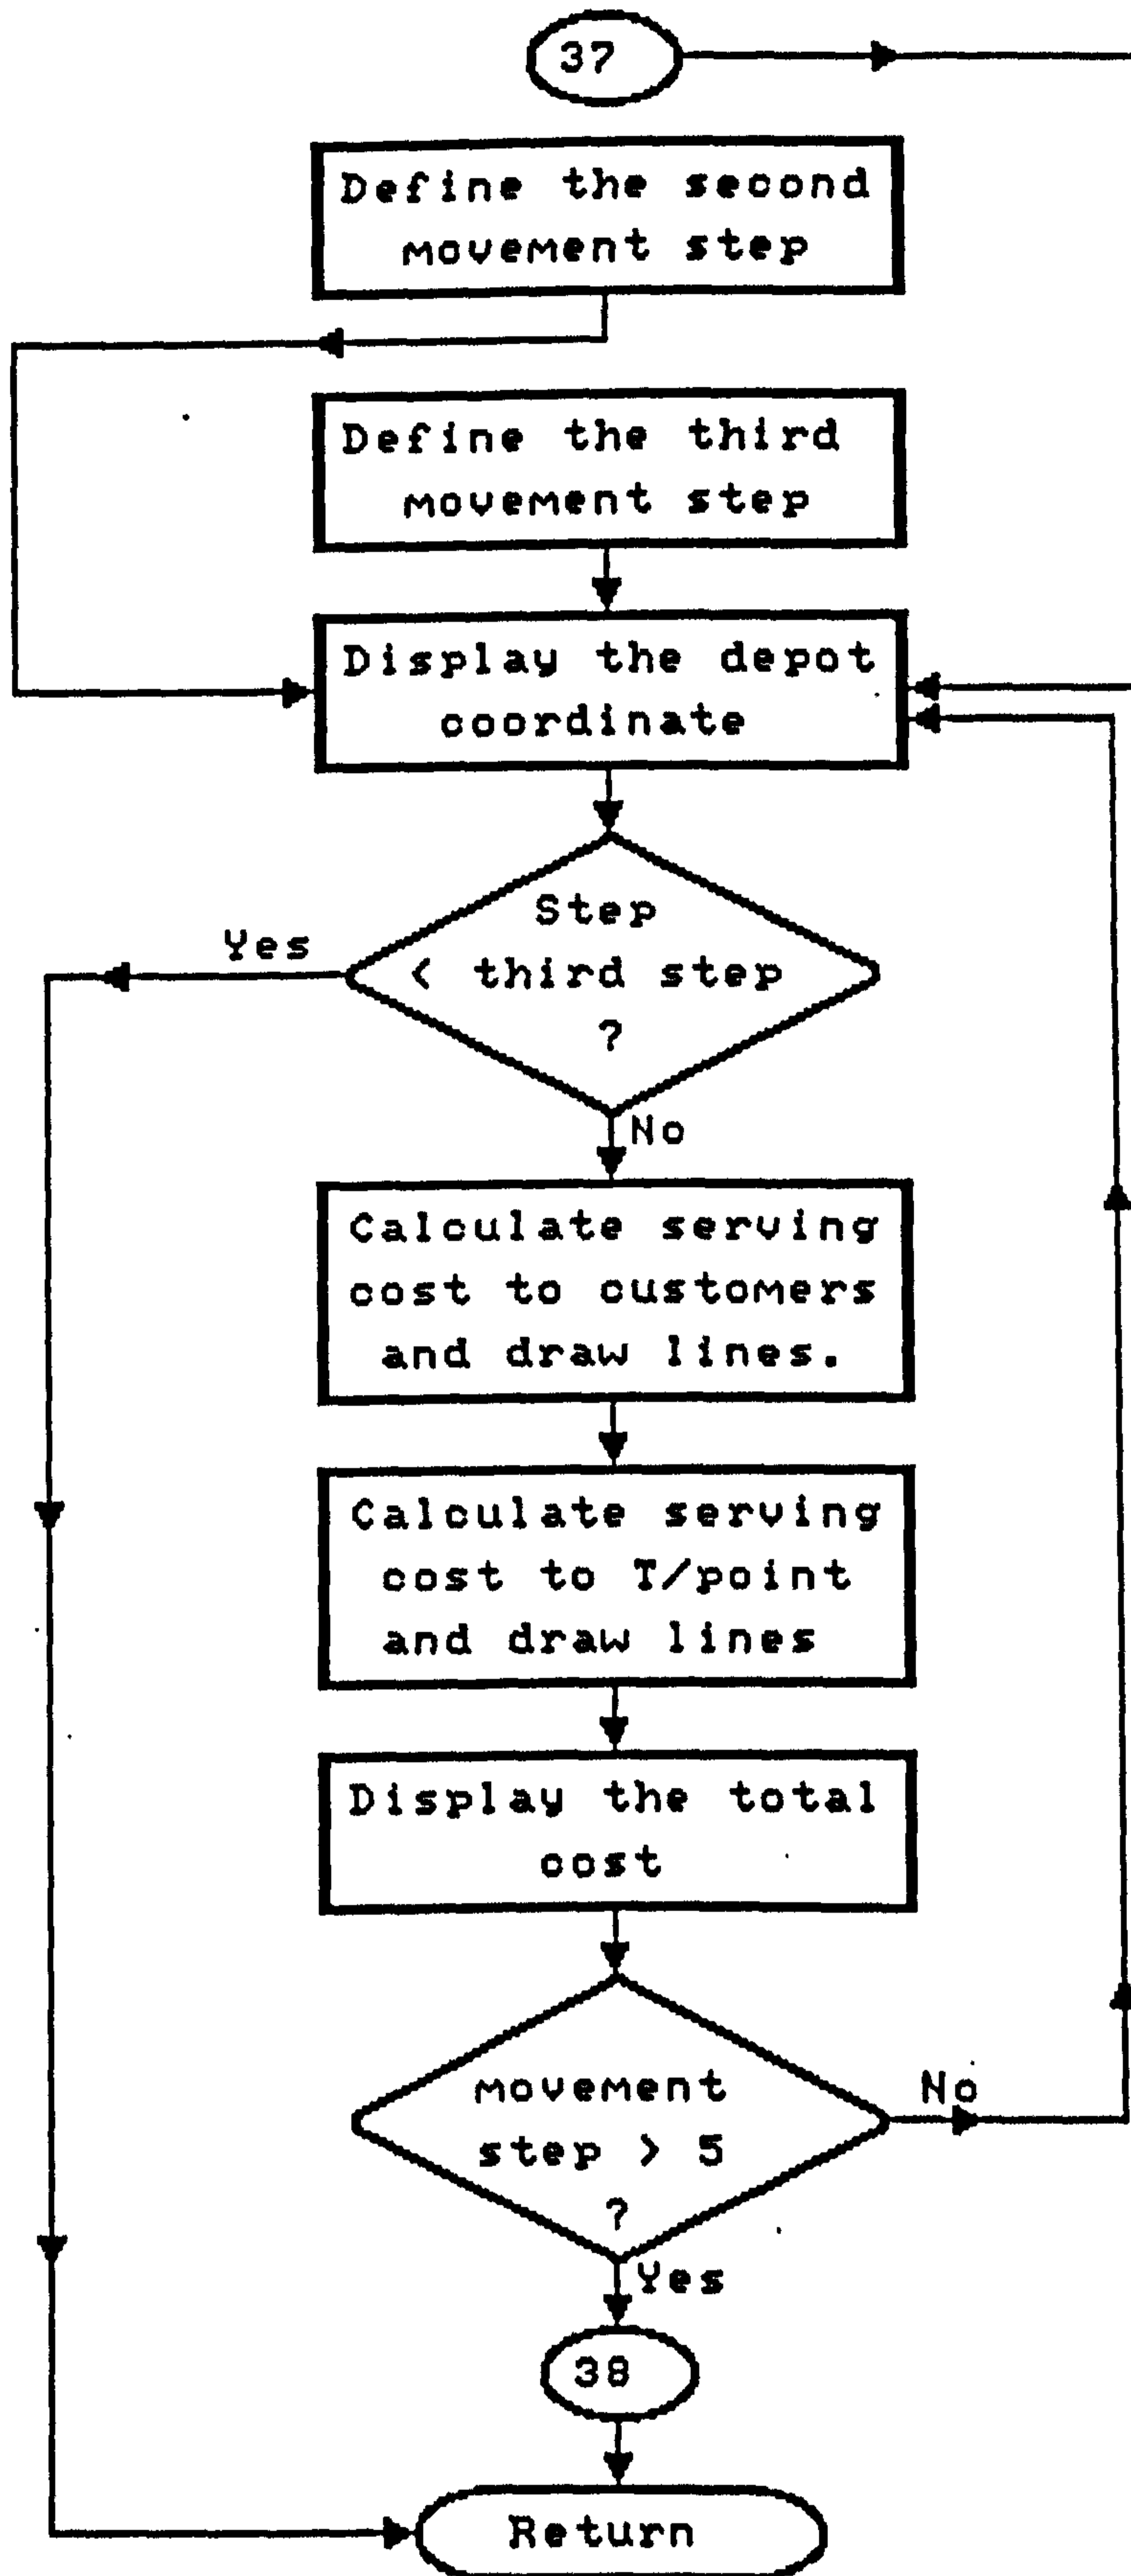 37
Define the second
movement step
Define the third
movement step
Display the depot
coordinate
Step
< third step
?
Yes
No
Calculate serving
cost to customers
and draw lines.
Calculate serving
cost to T/point
and draw lines
Display the total
cost
movement
step > 5
?
No
Yes
38
Return